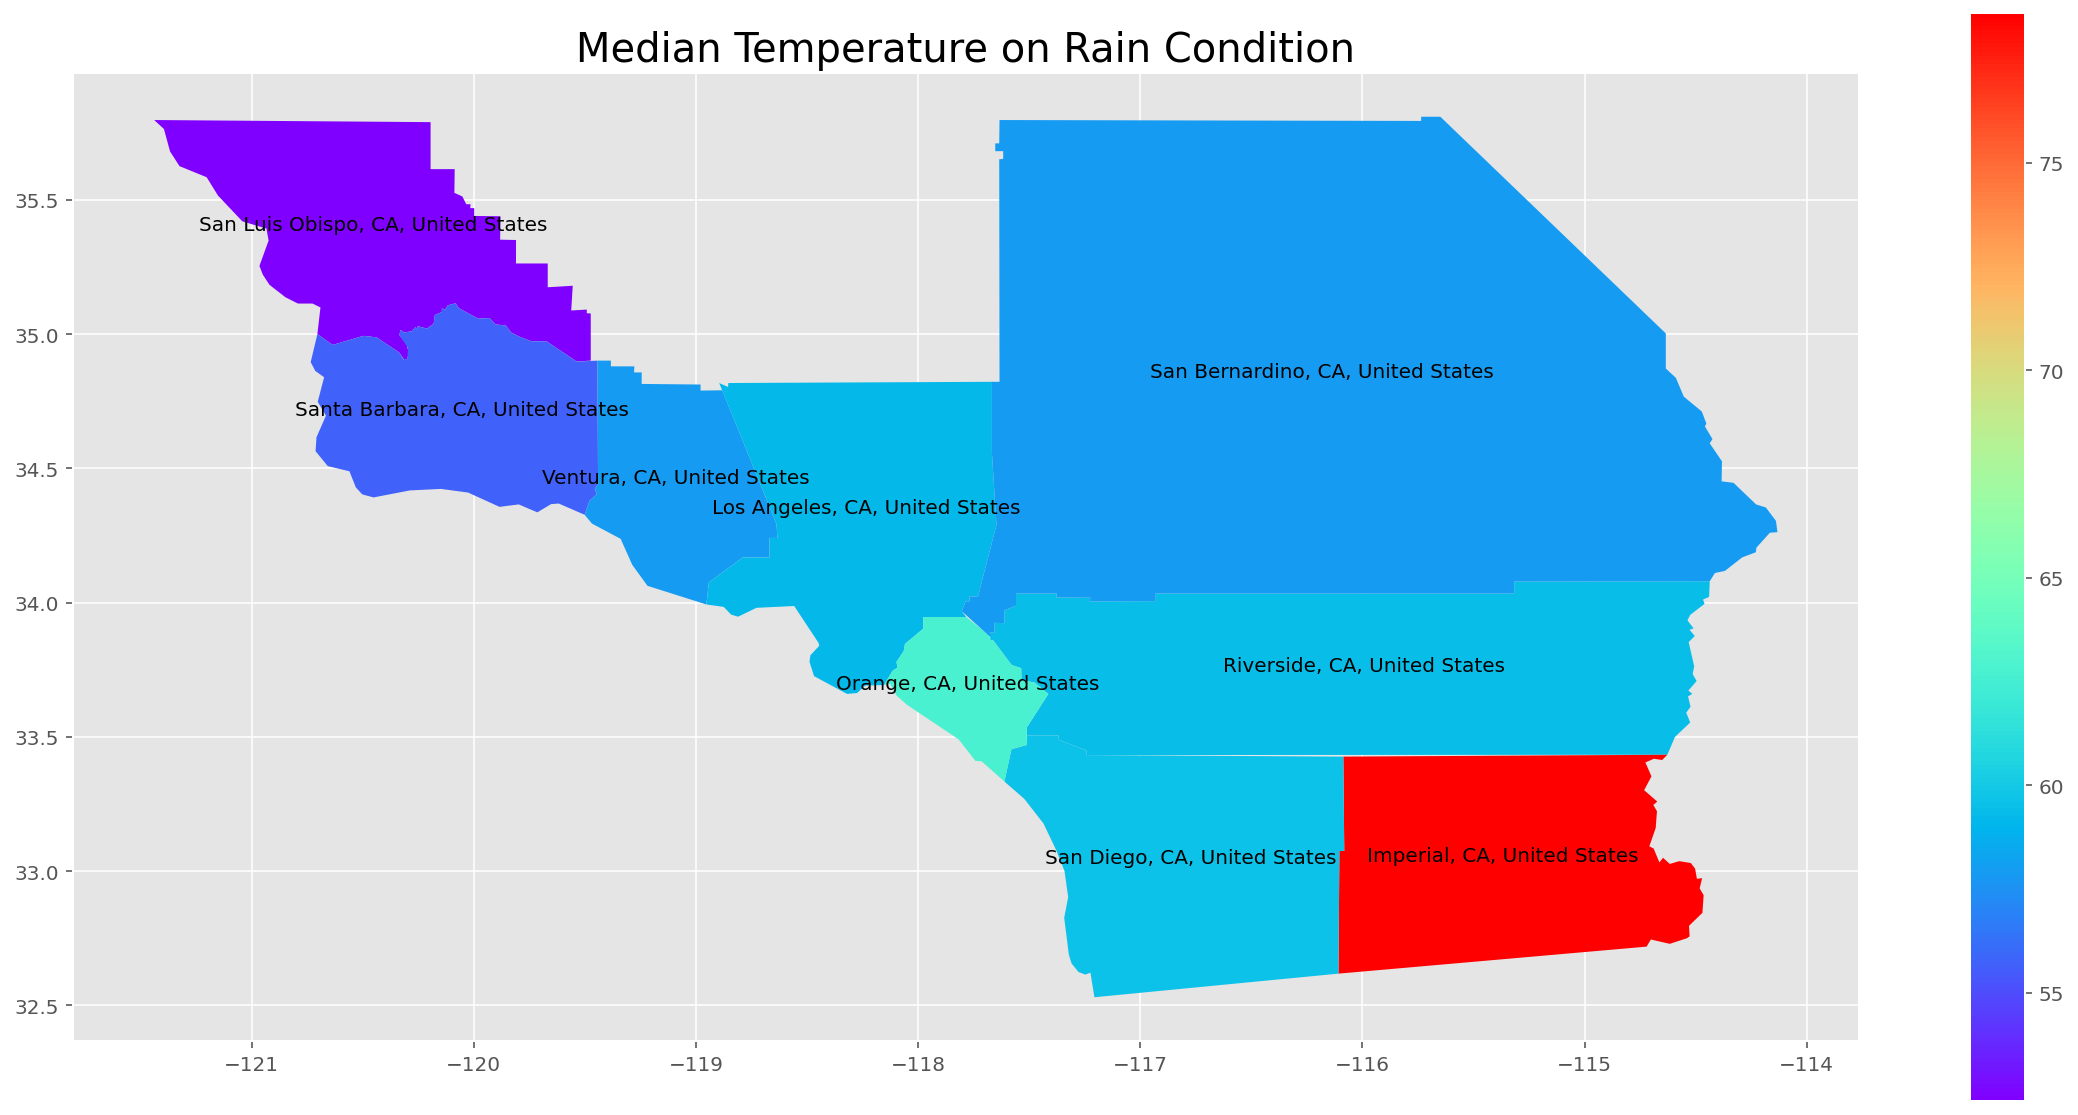 Median Temperature on Rain Condition
75
35.5
San Luis Obispo, CA, United States
70
35.0
San Bernardino, CA, United States
Santa Barbara, CA, United States
34.5
Ventura, CA, United States
Los Angeles, CA, United States
65
34.0
Riverside, CA, United States
Orange, CA, United States
33.5
60
San Diego, CA, United States
Imperial, CA, United States
33.0
55
32.5
−121 −120 −119 −118 −117 −116 −115 −114